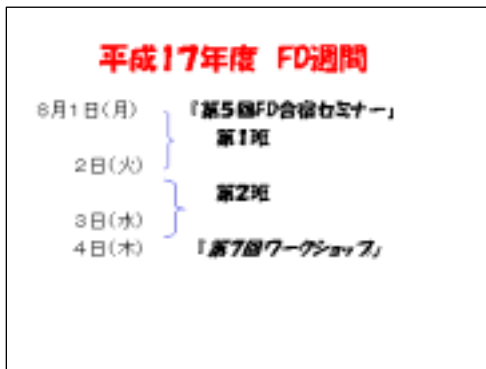 平成17年度 FD週間
8月1日(月) 『第5回FD合宿セミナー』
第1班
2日(火)
第2班
3日(水)
4日(木) 『第7回ワークショップ』